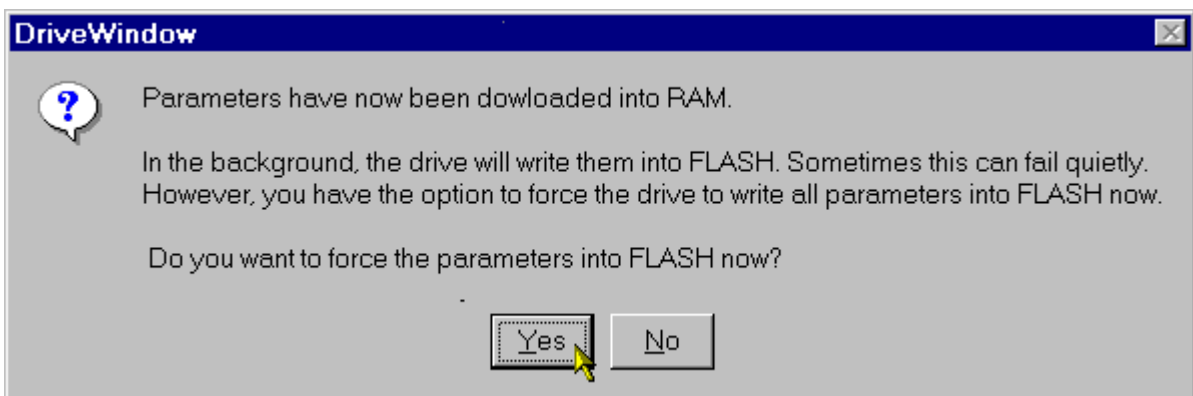 DriveWindow
Parameters have now been dowloaded into RAM.
In the background, the drive will write them into FLASH. Sometimes this can fail quietly.
However, you have the option to force the drive to write all parameters into FLASH now.
Do you want to force the parameters into FLASH now?
Yes No